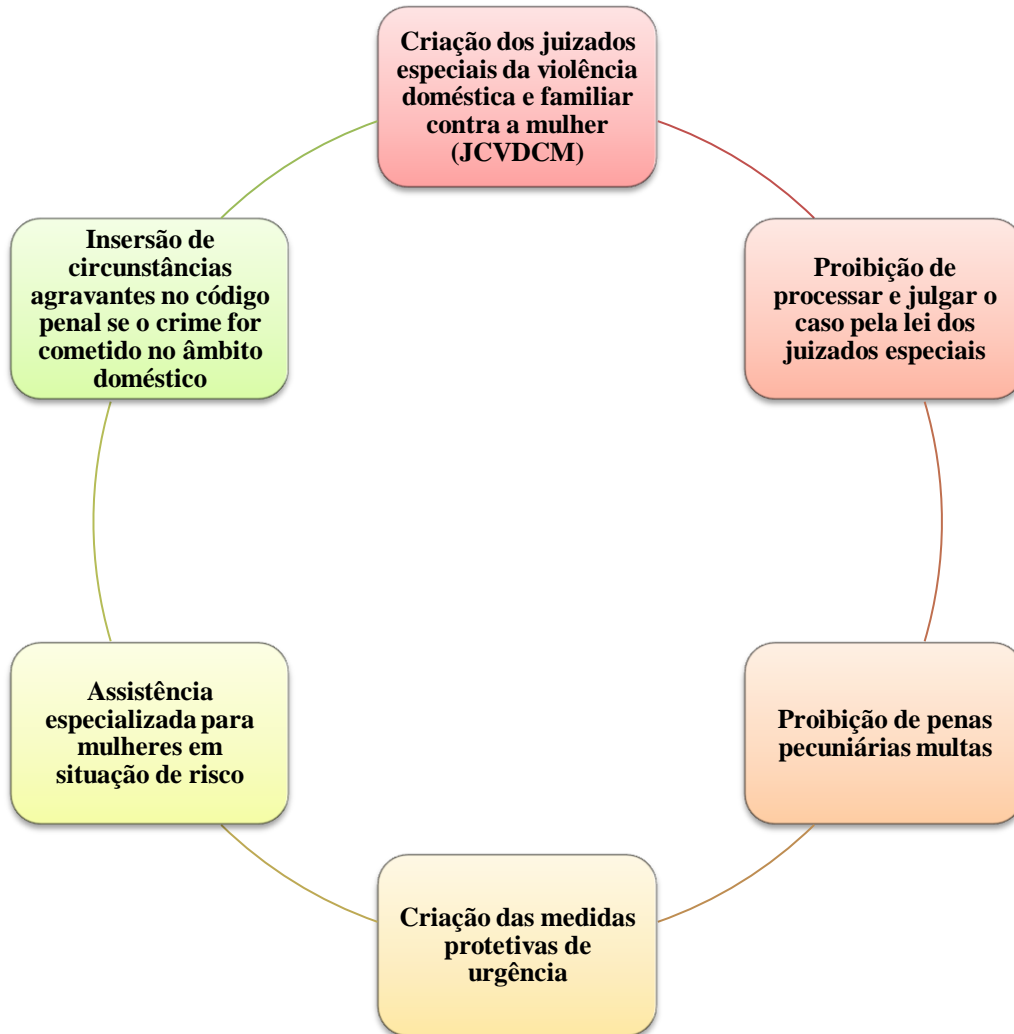 Criação dos juizados
especiais da violência
doméstica e familiar
contra a mulher
(JCVDCM)
Proibição de
processar e julgar o
caso pela lei dos
juizados especiais
Proibição de penas
pecuniárias multas
Criação das medidas
protetivas de
urgência
Assistência
especializada para
mulheres em
situação de risco
Insersão de
circunstâncias
agravantes no código
penal se o crime for
cometido no âmbito
doméstico